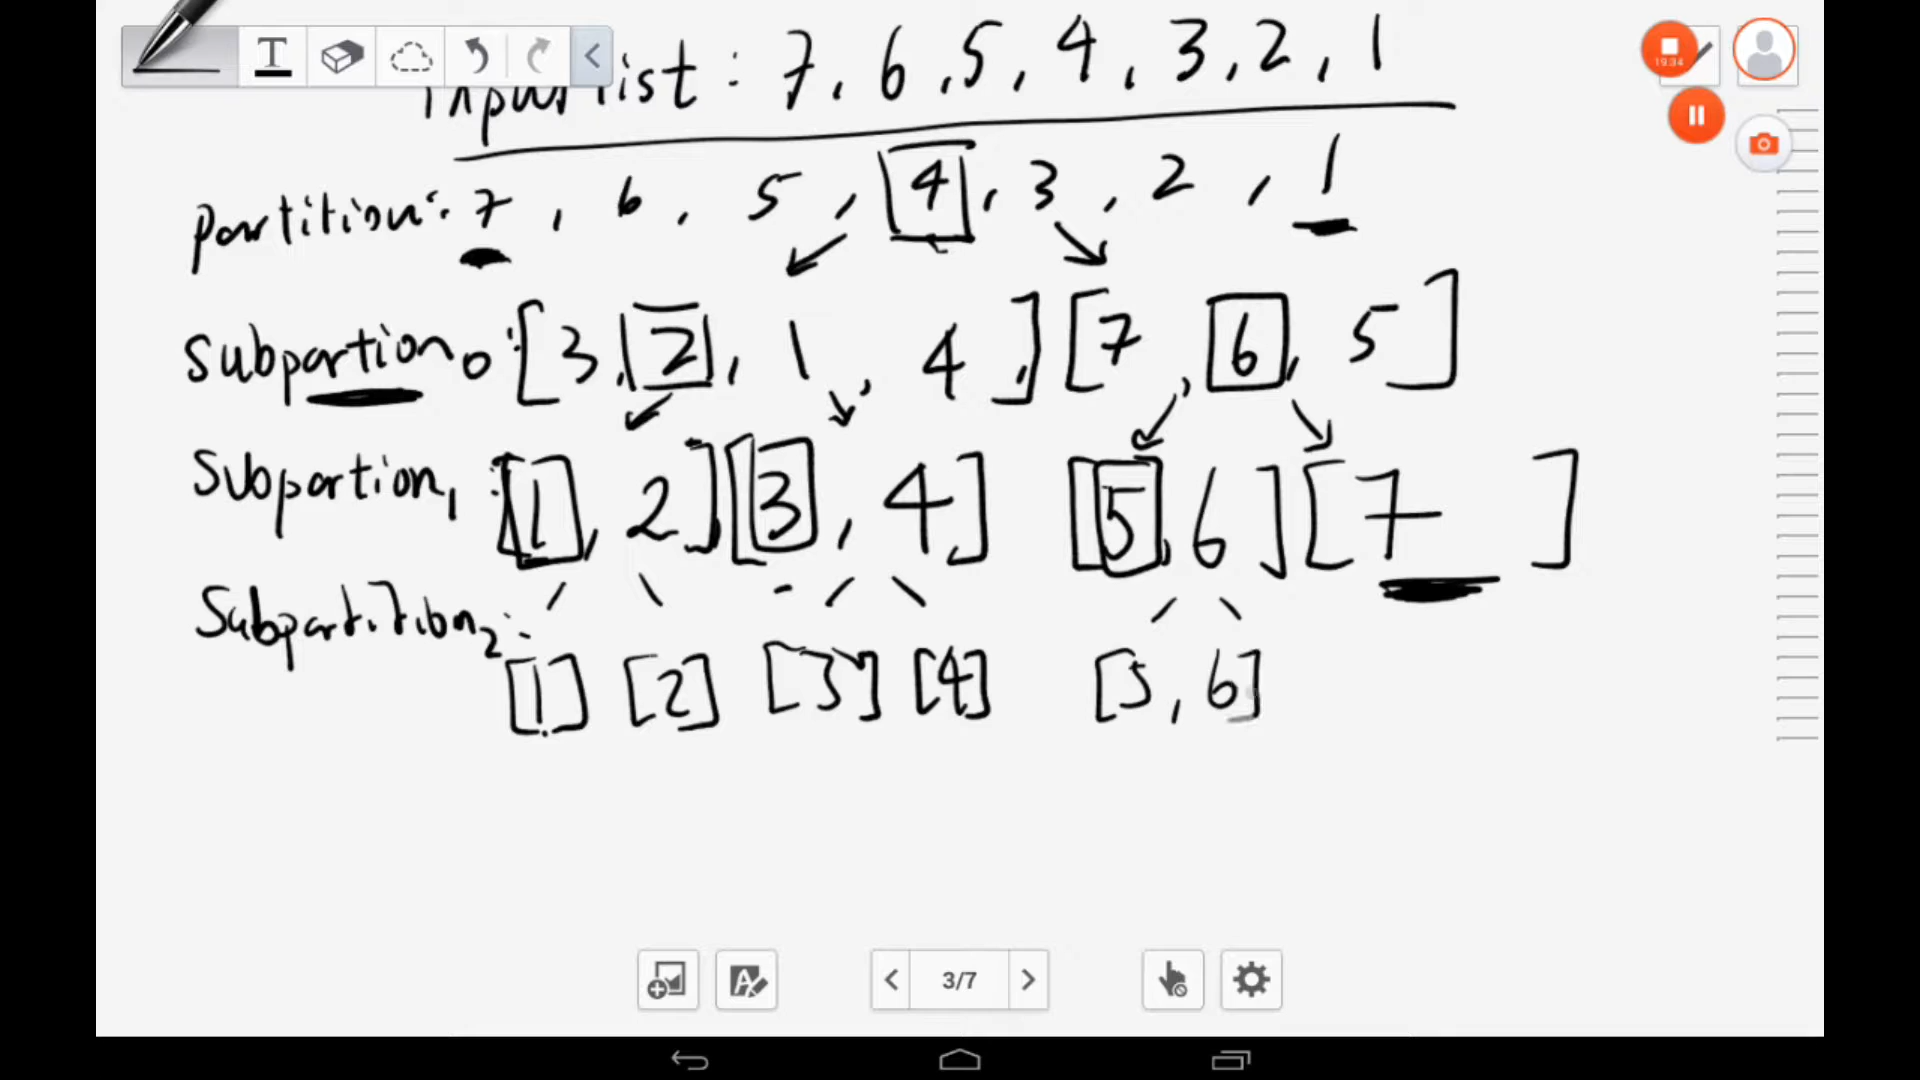 T
19:34
input list : 7, 6, 5, 4, 3, 2, 1
partition : 7, 6, 5, 4, 3, 2, 1
subpartion0 : [3, 2, 1, 4,] [7, 6, 5]
Subpartion1 : [1, 2] [3, 4] [5, 6] [7 ]
Subpartition2 :
[1] [2] [3] [4] [5, 6]
A
3/7